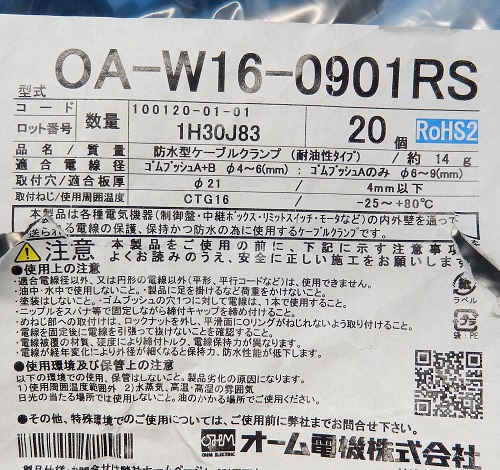 型式 OA-W16-0901RS
コード 100120-01-01
ロット番号 数量 1H30J83 20個 RoHS2
品名/質量 防水型ケーブルクランプ (耐油性タイプ) / 約14g
適合電線径 ゴムブッシュA+B φ4~6(mm) : ゴムブッシュAのみ φ6~9(mm)
取付穴/適合板厚 φ21 / 4mm以下
取付ねじ/使用周囲温度 CTG16 / -25~+80℃
本製品は各種電気機器(制御盤・中継ボックス・リミットスイッチ・モータなど)の内外壁を通って
送られる電線の保護、保持かつ防水の為に使用するケーブルクランプです。
注意 本製品をご使用の前に、下記に示す注意事項
よくお読みのうえ、安全に正しい施工をお願いします
●使用上の注意
・適合電線径以外、又は円形の電線以外(平形、平行コードなど)は、使用できません。
・油中・水中で使用しないこと。・製品に足を掛けるなど荷重をかけないこと。
・塗装はしないこと。・ゴムブッシュの穴1つに対して電線は、1本で使用すること。
・ニップルをスパナ等で固定しながら締付キャップを締め付けること。
・めねじ部への取付けは、ロックナットを外し、平滑面にOリングがねじれないよう取り付けること。
・電線を固定後に電線を引張って抜けないことを確認すること。
・電線被覆の材質、硬度により締付トルク、電線保持力が異なります。
・電線が経年変化により外径が細くなると保持力、防水性能が低下します。
ラベル
袋:PE
●使用環境及び保管上の注意
以下の環境での使用、保管はしないこと。製品劣化の原因になります。
1)使用周囲温度範囲外 2)水蒸気、高温・高湿の雰囲気
日光の当たる場所では使用しないこと。油のかかる場所でご使用
●その他、特殊環境でのご使用については、ご使用前に弊社までお問合せ
OHM ELECTRIC オーム電機株式会社